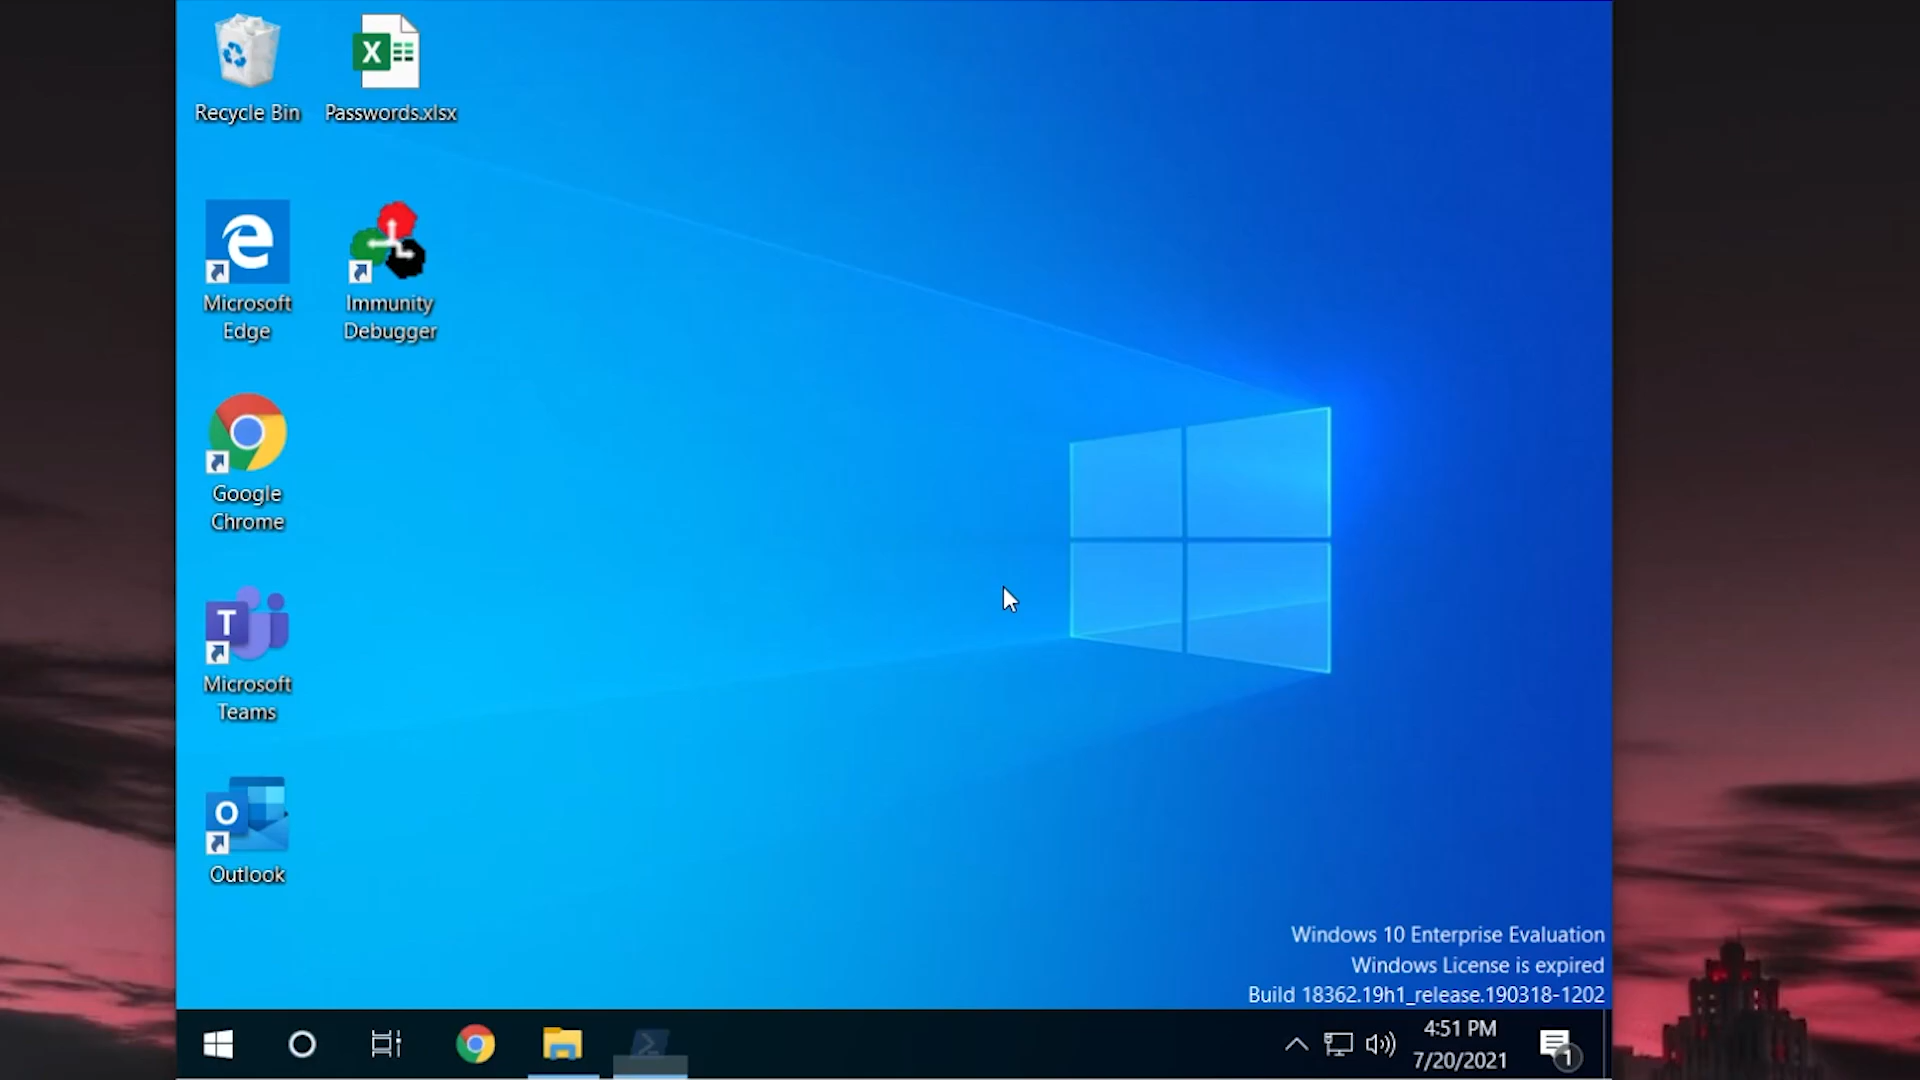 Recycle Bin
Passwords.xlsx
Microsoft
Edge
Immunity
Debugger
Google
Chrome
Microsoft
Teams
Outlook
Windows 10 Enterprise Evaluation
Windows License is expired
Build 18362.19h1_release.190318-1202
4:51 PM
7/20/2021
1